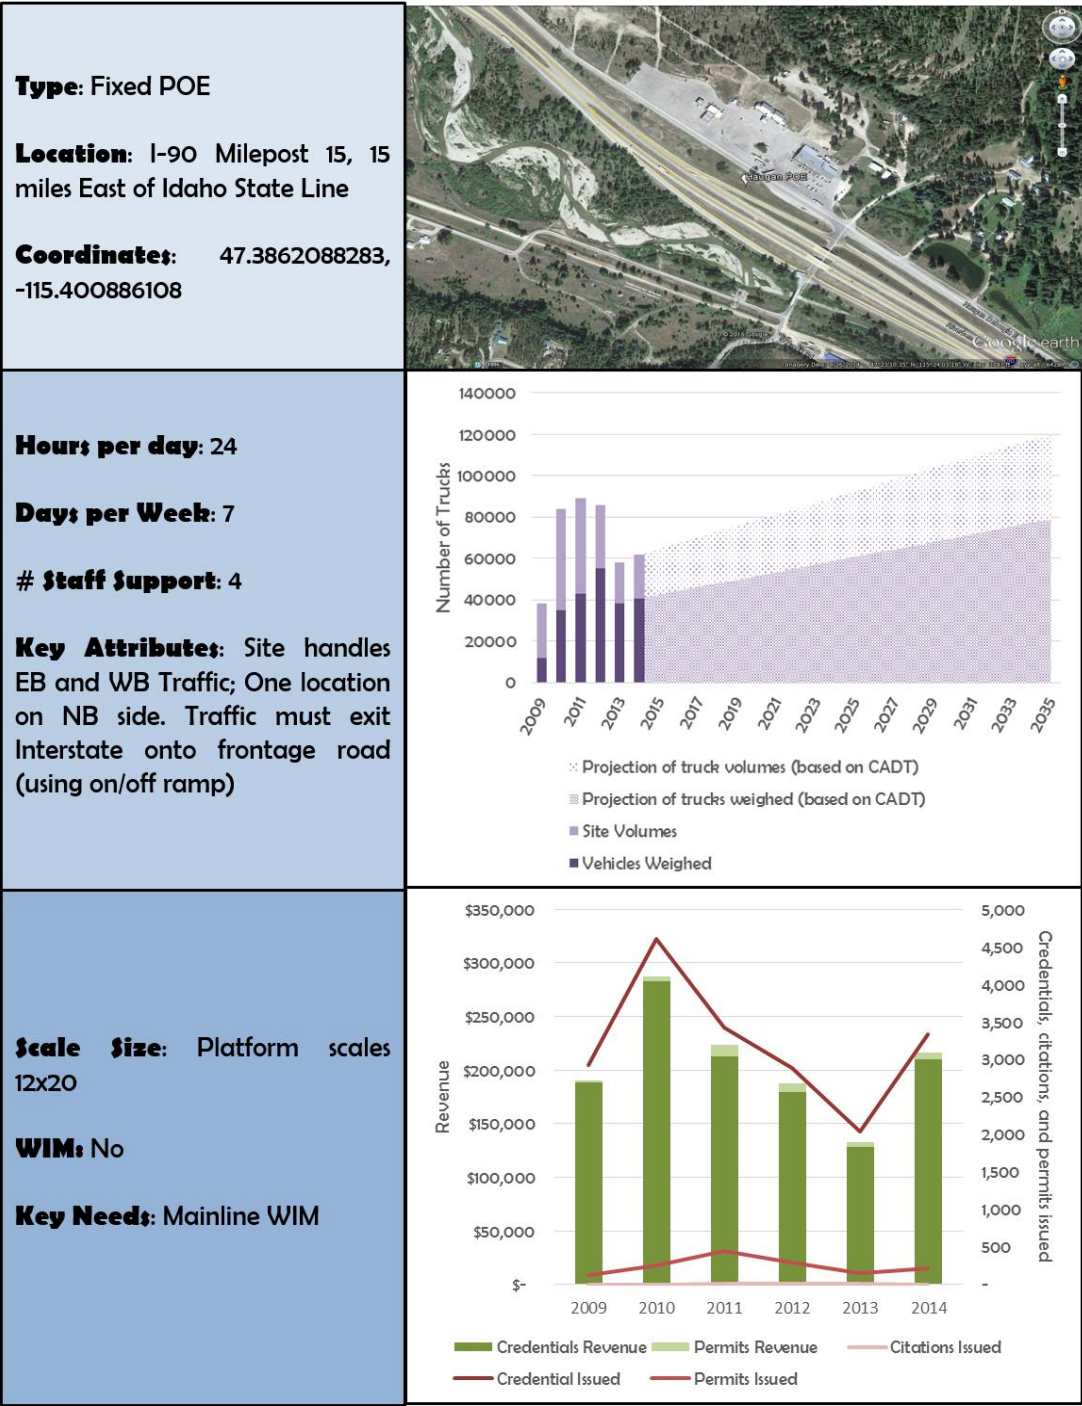 Type: Fixed POE
Location: I-90 Milepost 15, 15
miles East of Idaho State Line
Coordinates: 47.3862088283,
-115.400886108
Haugan POE
© 2015 Google
Google earth
Hours per day: 24
Days per Week: 7
# Staff Support: 4
Key Attributes: Site handles
EB and WB Traffic; One location
on NB side. Traffic must exit
Interstate onto frontage road
(using on/off ramp)
Number of Trucks
140000
120000
100000
80000
60000
40000
20000
0
2009
2011
2013
2015
2017
2019
2021
2023
2025
2027
2029
2031
2033
2035
Projection of truck volumes (based on CADT)
Projection of trucks weighed (based on CADT)
Site Volumes
Vehicles Weighed
Scale Size: Platform scales
12x20
WIM: No
Key Needs: Mainline WIM
Revenue
$350,000
$300,000
$250,000
$200,000
$150,000
$100,000
$50,000
$-
5,000
4,500
4,000
3,500
3,000
2,500
2,000
1,500
1,000
500
-
Credentials, citations, and permits issued
2009 2010 2011 2012 2013 2014
Credentials Revenue Permits Revenue Citations Issued
Credential Issued Permits Issued